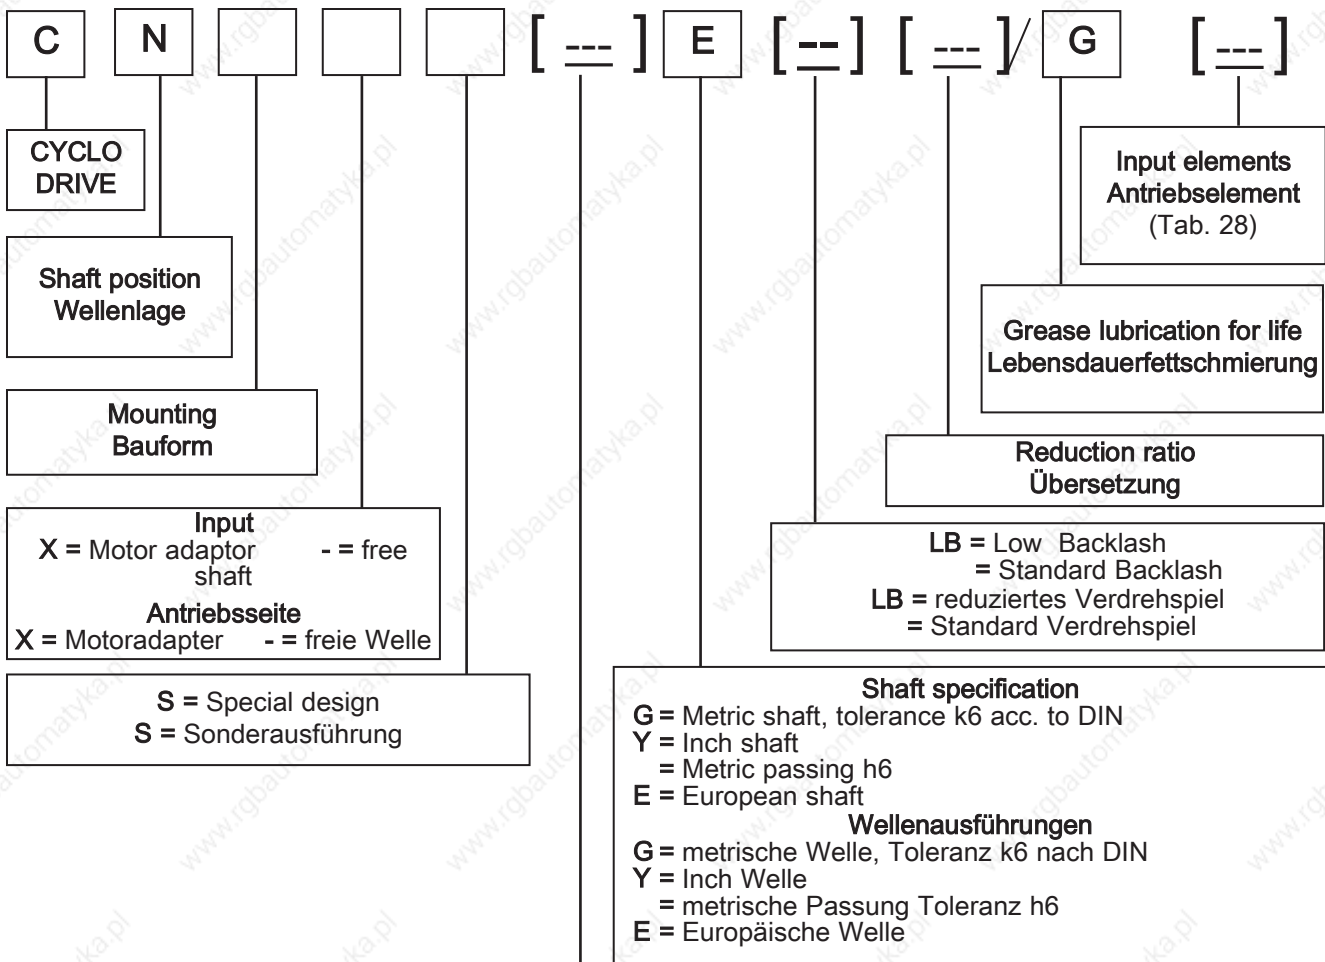 C N [ --- ] E [ -- ] [ --- ] / G [ --- ]
CYCLO
DRIVE
Input elements
Antriebselement
(Tab. 28)
Shaft position
Wellenlage
Grease lubrication for life
Lebensdauerfettschmierung
Mounting
Bauform
Reduction ratio
Übersetzung
Input
X = Motor adaptor - = free
shaft
Antriebsseite
X = Motoradapter - = freie Welle
LB = Low Backlash
= Standard Backlash
LB = reduziertes Verdrehspiel
= Standard Verdrehspiel
S = Special design
S = Sonderausführung
Shaft specification
G = Metric shaft, tolerance k6 acc. to DIN
Y = Inch shaft
= Metric passing h6
E = European shaft
Wellenausführungen
G = metrische Welle, Toleranz k6 nach DIN
Y = Inch Welle
= metrische Passung Toleranz h6
E = Europäische Welle
www.rgbautomatyka.pl